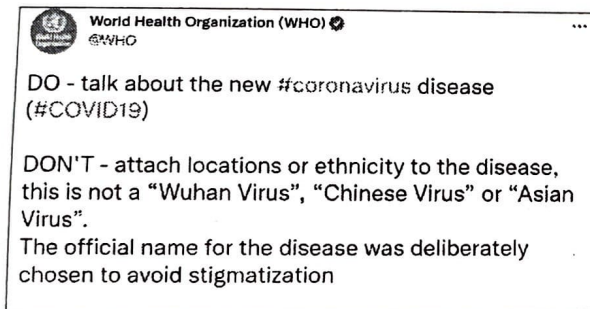 World Health Organization (WHO)
@WHO
...
DO - talk about the new #coronavirus disease
(#COVID19)
DON'T - attach locations or ethnicity to the disease,
this is not a “Wuhan Virus”, “Chinese Virus” or “Asian
Virus”.
The official name for the disease was deliberately
chosen to avoid stigmatization